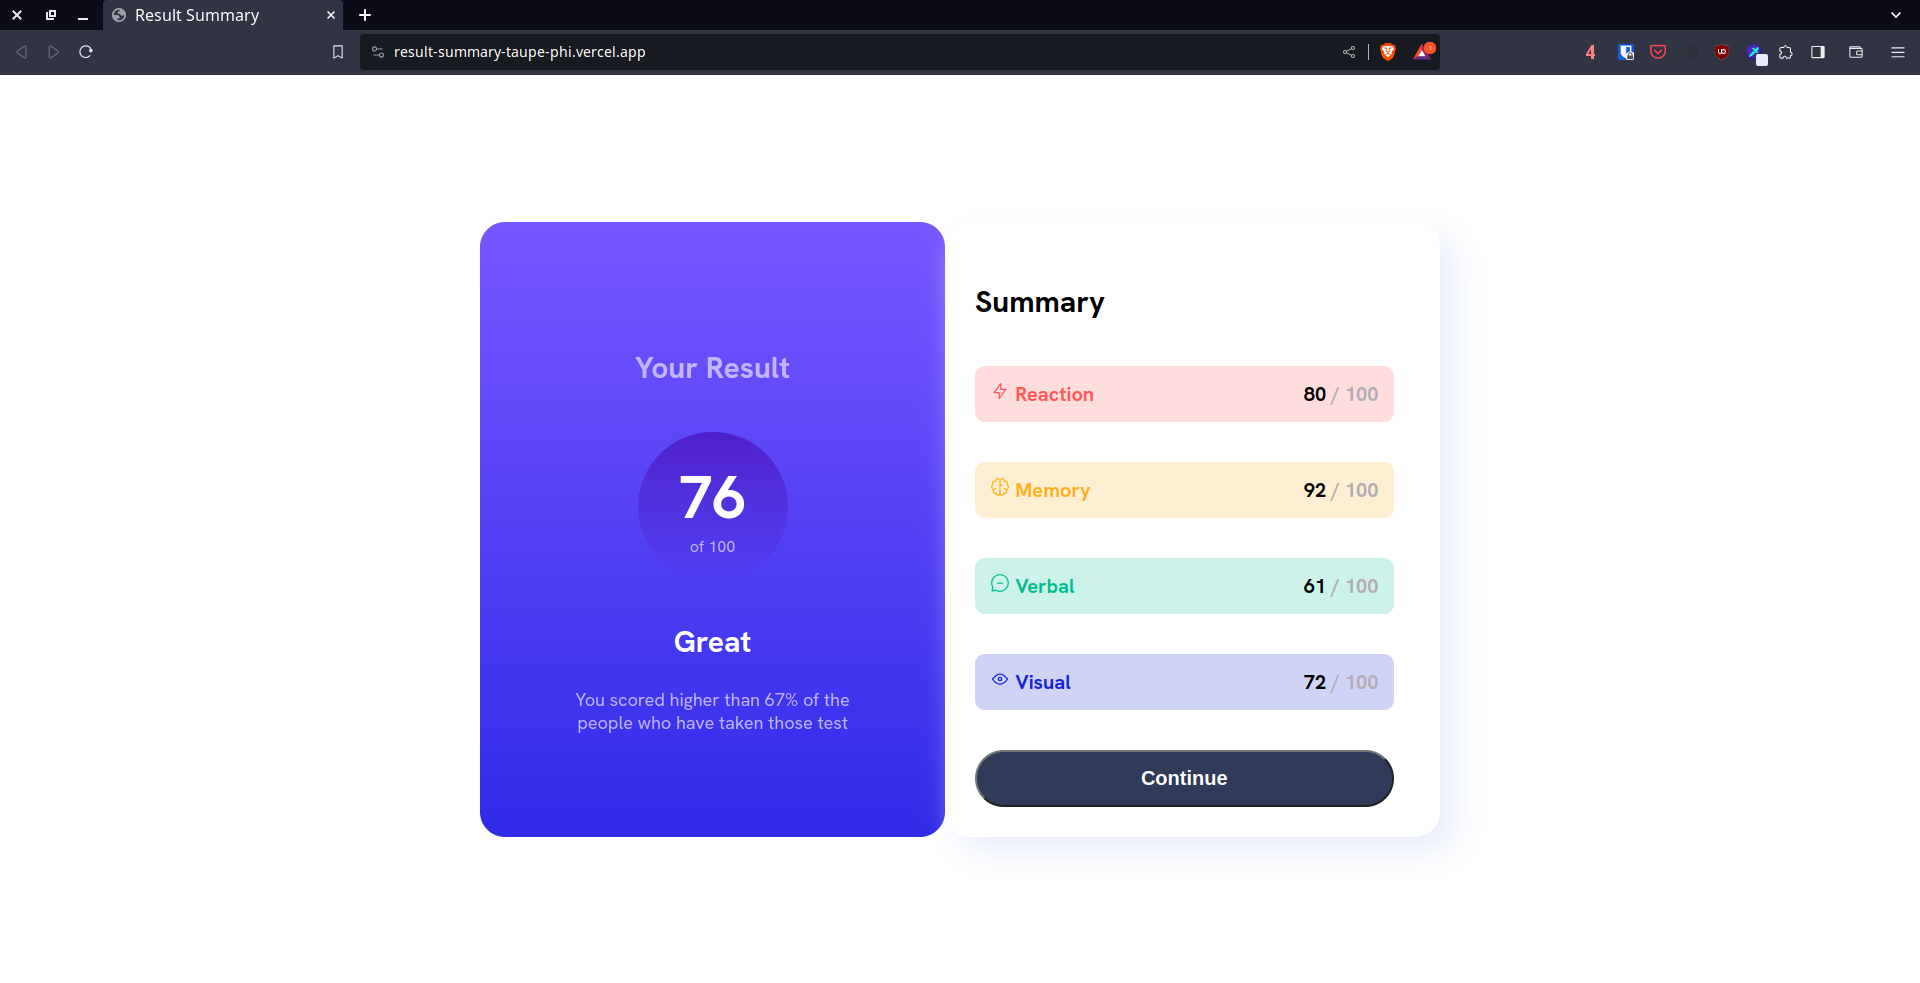 Result Summary
result-summary-taupe-phi.vercel.app
4
Your Result
76
of 100
Great
You scored higher than 67% of the
people who have taken those test
Summary
Reaction 80 / 100
Memory 92 / 100
Verbal 61 / 100
Visual 72 / 100
Continue